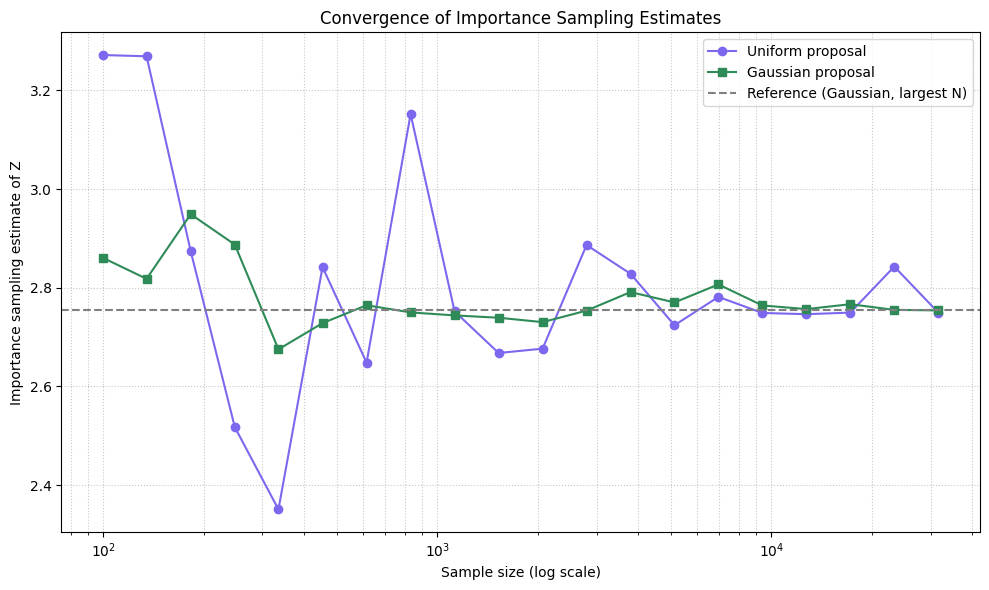 Convergence of Importance Sampling Estimates
Uniform proposal
Gaussian proposal
Reference (Gaussian, largest N)
Importance sampling estimate of Z
3.2
3.0
2.8
2.6
2.4
10²
10³
10⁴
Sample size (log scale)